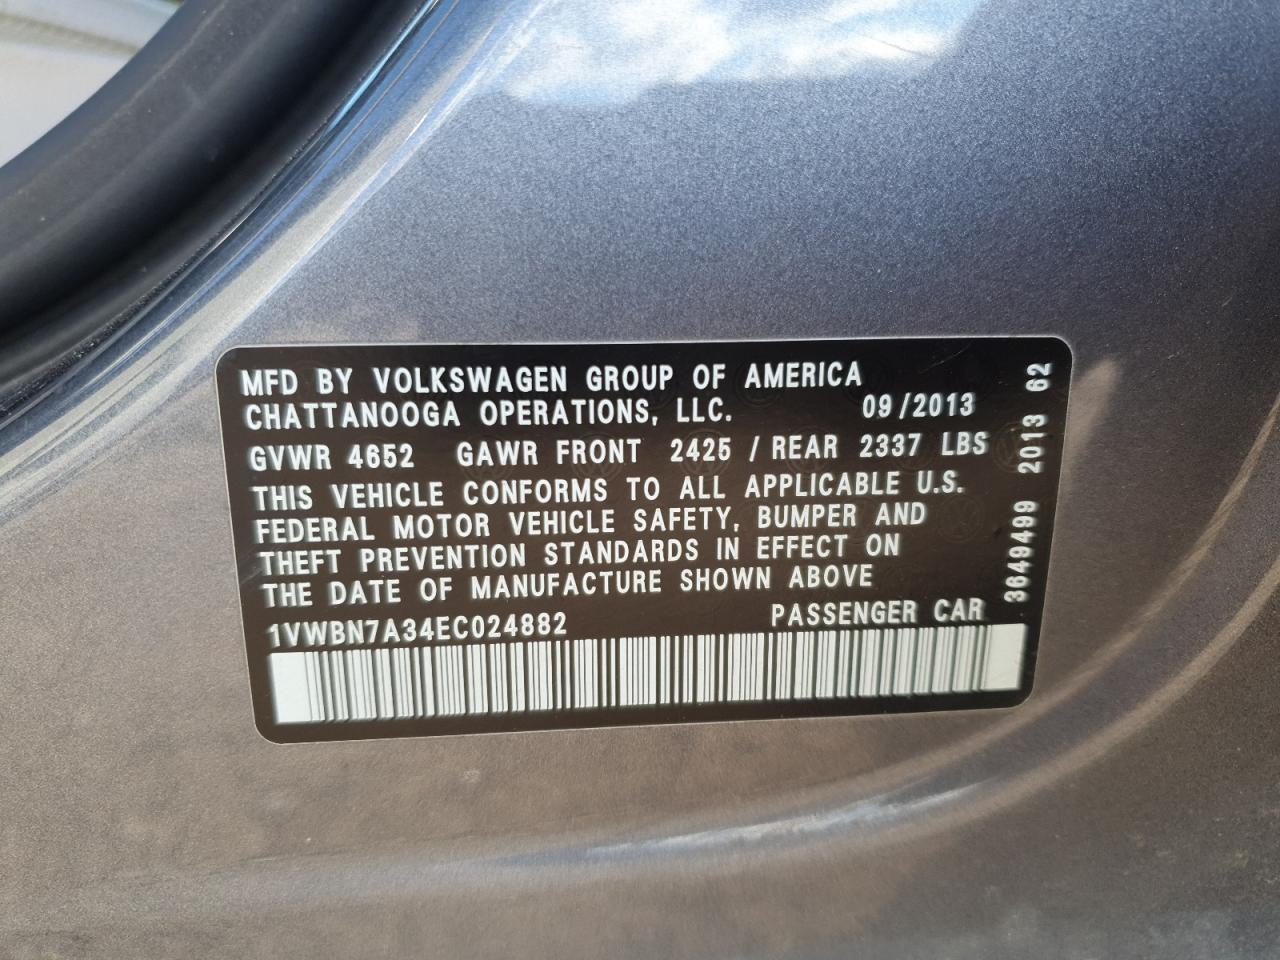 MFD BY VOLKSWAGEN GROUP OF AMERICA
CHATTANOOGA OPERATIONS, LLC. 09/2013
GVWR 4652 GAWR FRONT 2425 / REAR 2337 LBS
THIS VEHICLE CONFORMS TO ALL APPLICABLE U.S.
FEDERAL MOTOR VEHICLE SAFETY, BUMPER AND
THEFT PREVENTION STANDARDS IN EFFECT ON
THE DATE OF MANUFACTURE SHOWN ABOVE
1VWBN7A34EC024882 PASSENGER CAR
3649499 2013 62